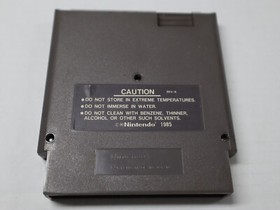 CAUTION
REV-A
●DO NOT STORE IN EXTREME TEMPERATURES.
●DO NOT IMMERSE IN WATER.
●DO NOT CLEAN WITH BENZENE, THINNER,
ALCOHOL OR OTHER SUCH SOLVENTS.
Nintendo 1985